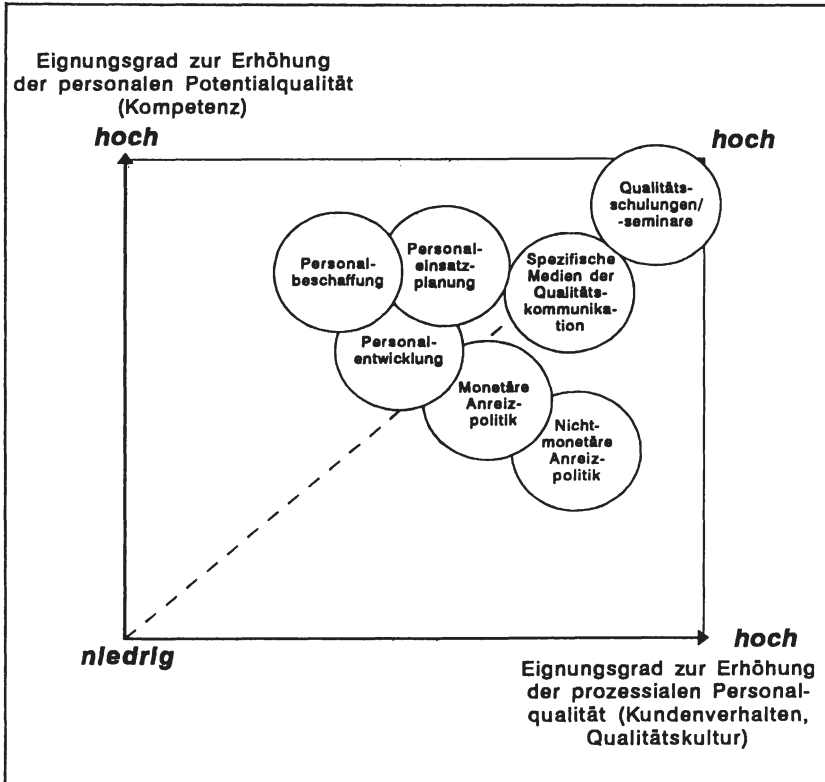 Eignungsgrad zur Erhöhung
der personalen Potentialqualität
(Kompetenz)
hoch
hoch
Qualitäts-
schulungen/
-seminare
Personal-
beschaffung
Personal-
einsatz-
planung
Spezifische
Medien der
Qualitäts-
kommunika-
tion
Personal-
entwicklung
Monetäre
Anreiz-
politik
Nicht-
monetäre
Anreiz-
politik
niedrig
hoch
Eignungsgrad zur Erhöhung
der prozessialen Personal-
qualität (Kundenverhalten,
Qualitätskultur)